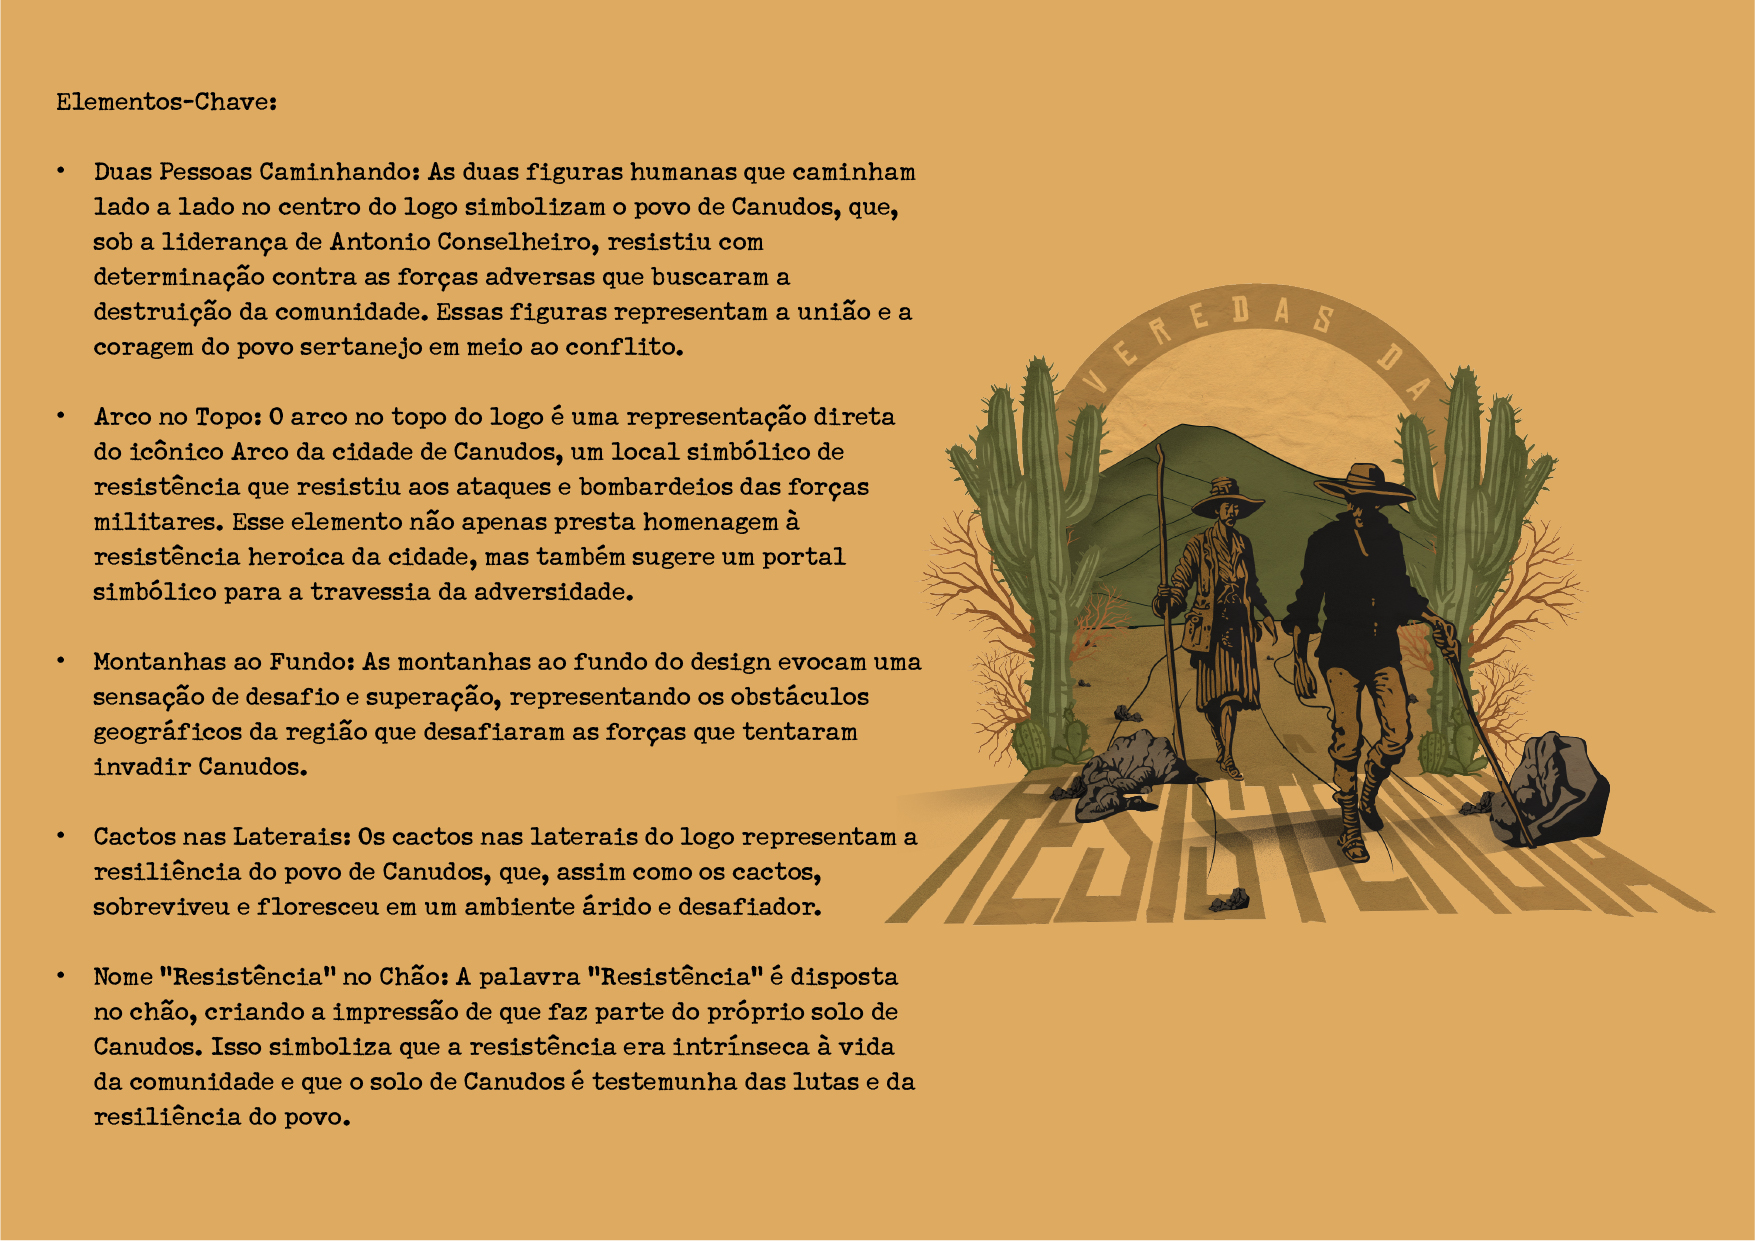 Elementos-Chave:
• Duas Pessoas Caminhando: As duas figuras humanas que caminham
lado a lado no centro do logo simbolizam o povo de Canudos, que,
sob a liderança de Antonio Conselheiro, resistiu com
determinação contra as forças adversas que buscaram a
destruição da comunidade. Essas figuras representam a união e a
coragem do povo sertanejo em meio ao conflito.
• Arco no Topo: O arco no topo do logo é uma representação direta
do icônico Arco da cidade de Canudos, um local simbólico de
resistência que resistiu aos ataques e bombardeios das forças
militares. Esse elemento não apenas presta homenagem à
resistência heroica da cidade, mas também sugere um portal
simbólico para a travessia da adversidade.
• Montanhas ao Fundo: As montanhas ao fundo do design evocam uma
sensação de desafio e superação, representando os obstáculos
geográficos da região que desafiaram as forças que tentaram
invadir Canudos.
• Cactos nas Laterais: Os cactos nas laterais do logo representam a
resiliência do povo de Canudos, que, assim como os cactos,
sobreviveu e floresceu em um ambiente árido e desafiador.
• Nome "Resistência" no Chão: A palavra "Resistência" é disposta
no chão, criando a impressão de que faz parte do próprio solo de
Canudos. Isso simboliza que a resistência era intrínseca à vida
da comunidade e que o solo de Canudos é testemunha das lutas e da
resiliência do povo.
VEREDAS DA
RESISTÊNCIA